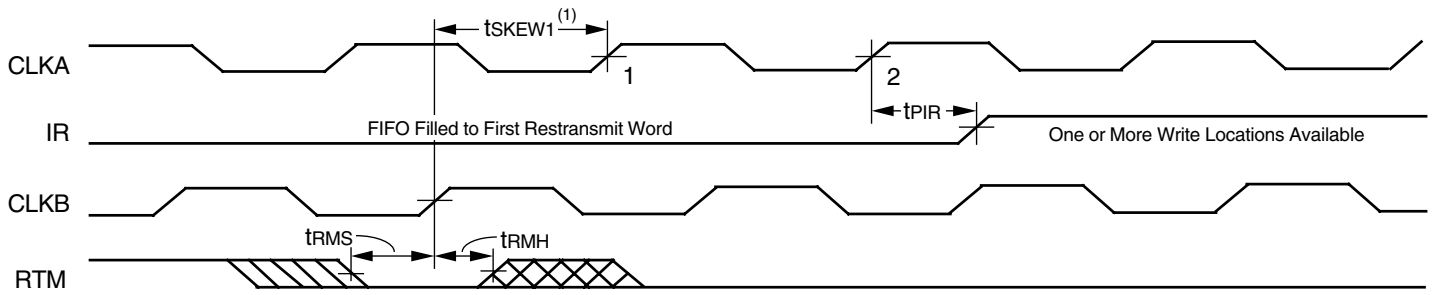 tSKEW1(1)
CLKA
1
2
tPIR
IR
FIFO Filled to First Restransmit Word
One or More Write Locations Available
CLKB
tRMS
tRMH
RTM